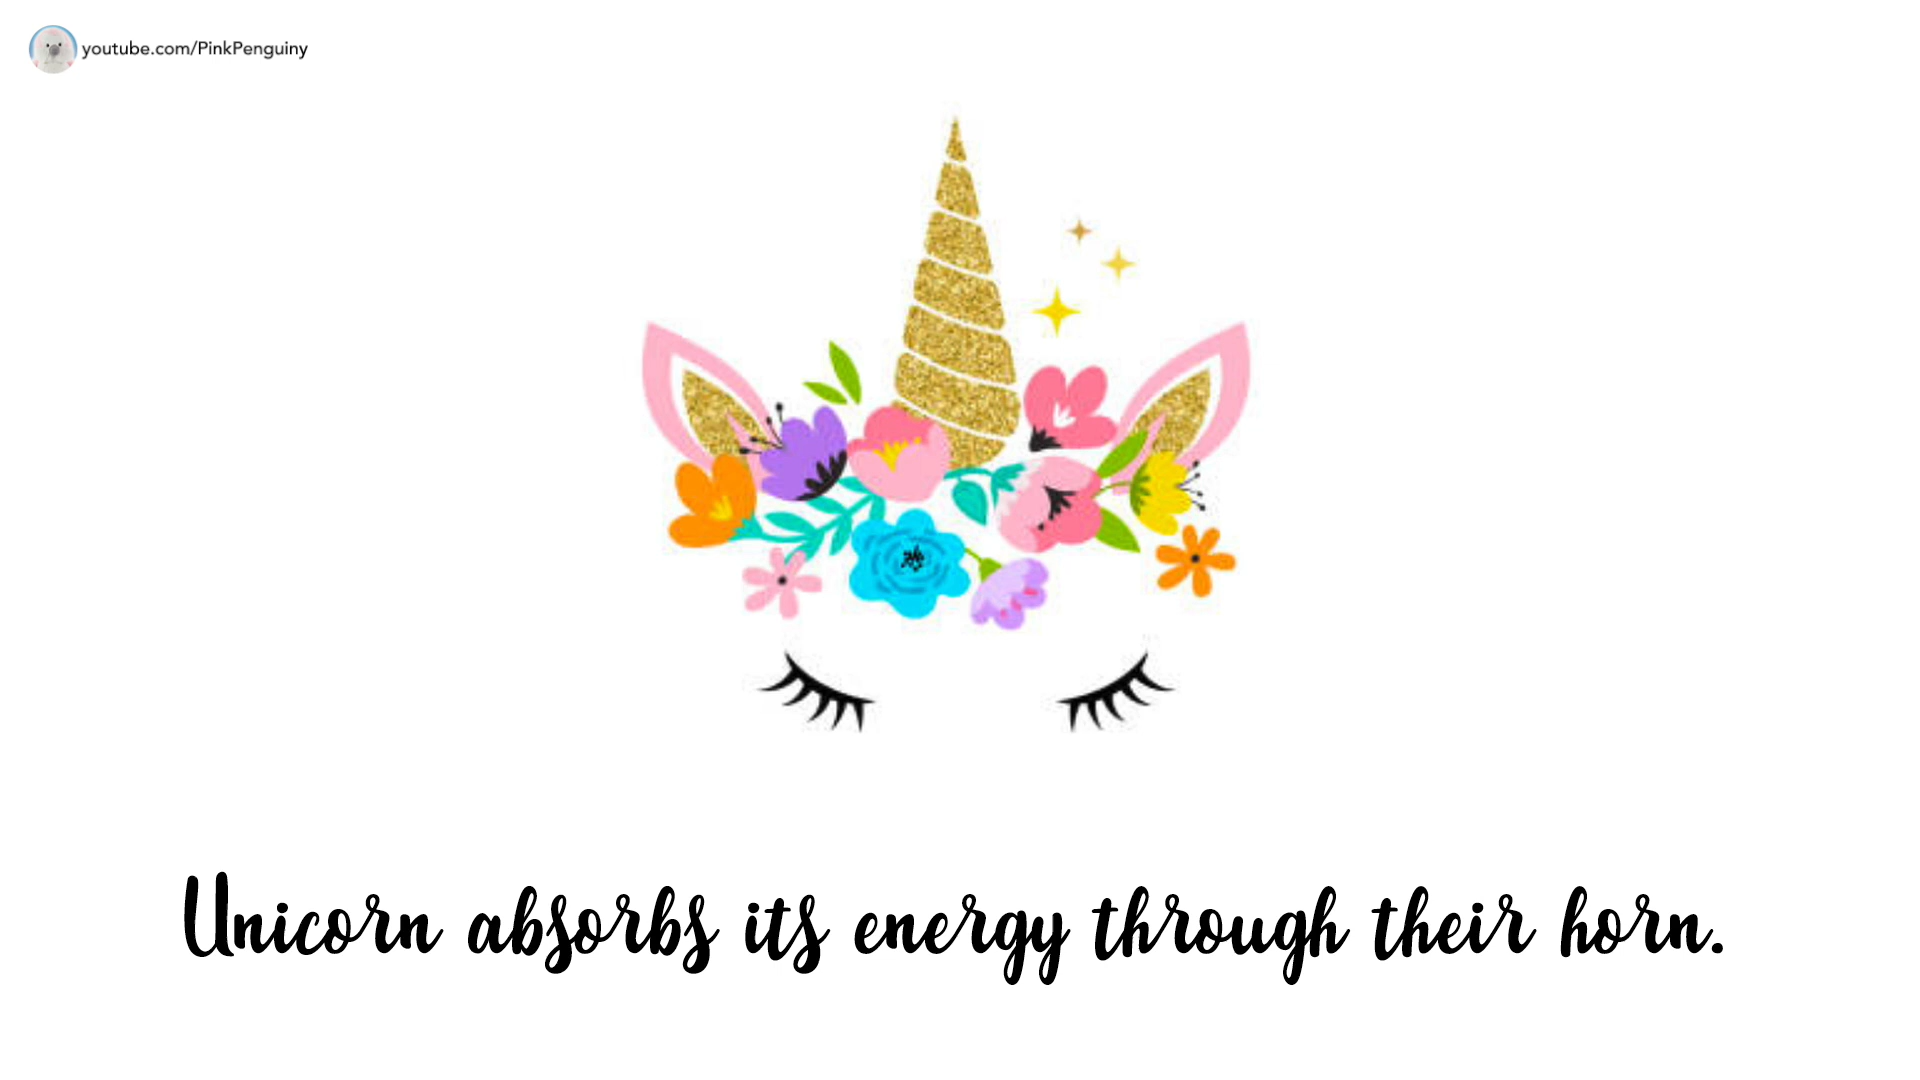 youtube.com/PinkPenguiny
Unicorn absorbs its energy through their horn.